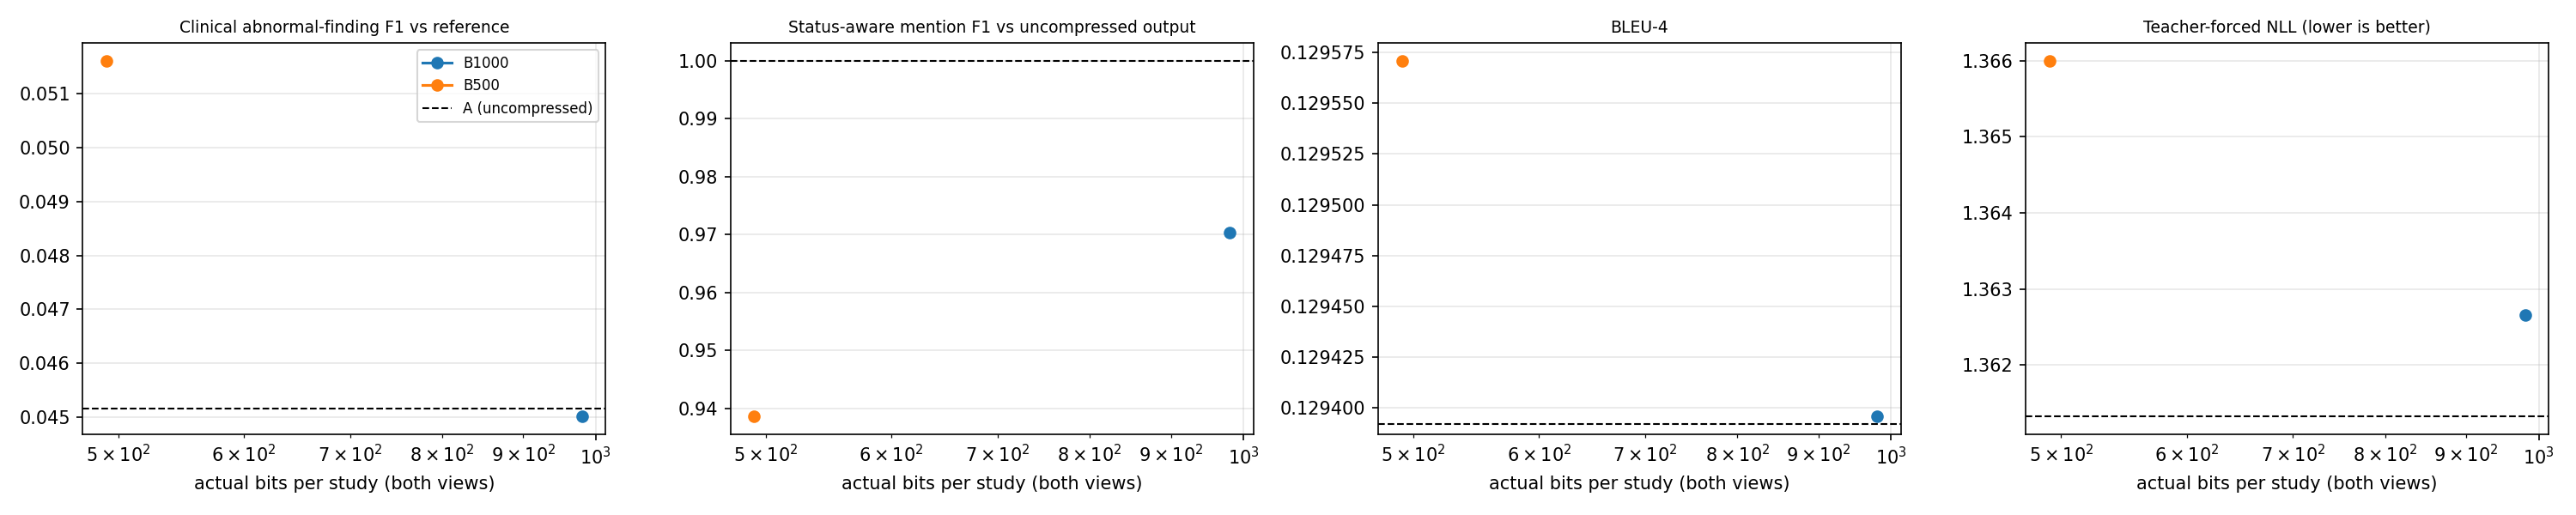 Clinical abnormal-finding F1 vs reference
B1000
B500
A (uncompressed)
0.051
0.050
0.049
0.048
0.047
0.046
0.045
5 × 10²
6 × 10²
7 × 10²
8 × 10²
9 × 10²
10³
actual bits per study (both views)
Status-aware mention F1 vs uncompressed output
1.00
0.99
0.98
0.97
0.96
0.95
0.94
5 × 10²
6 × 10²
7 × 10²
8 × 10²
9 × 10²
10³
actual bits per study (both views)
BLEU-4
0.129575
0.129550
0.129525
0.129500
0.129475
0.129450
0.129425
0.129400
5 × 10²
6 × 10²
7 × 10²
8 × 10²
9 × 10²
10³
actual bits per study (both views)
Teacher-forced NLL (lower is better)
1.366
1.365
1.364
1.363
1.362
5 × 10²
6 × 10²
7 × 10²
8 × 10²
9 × 10²
10³
actual bits per study (both views)